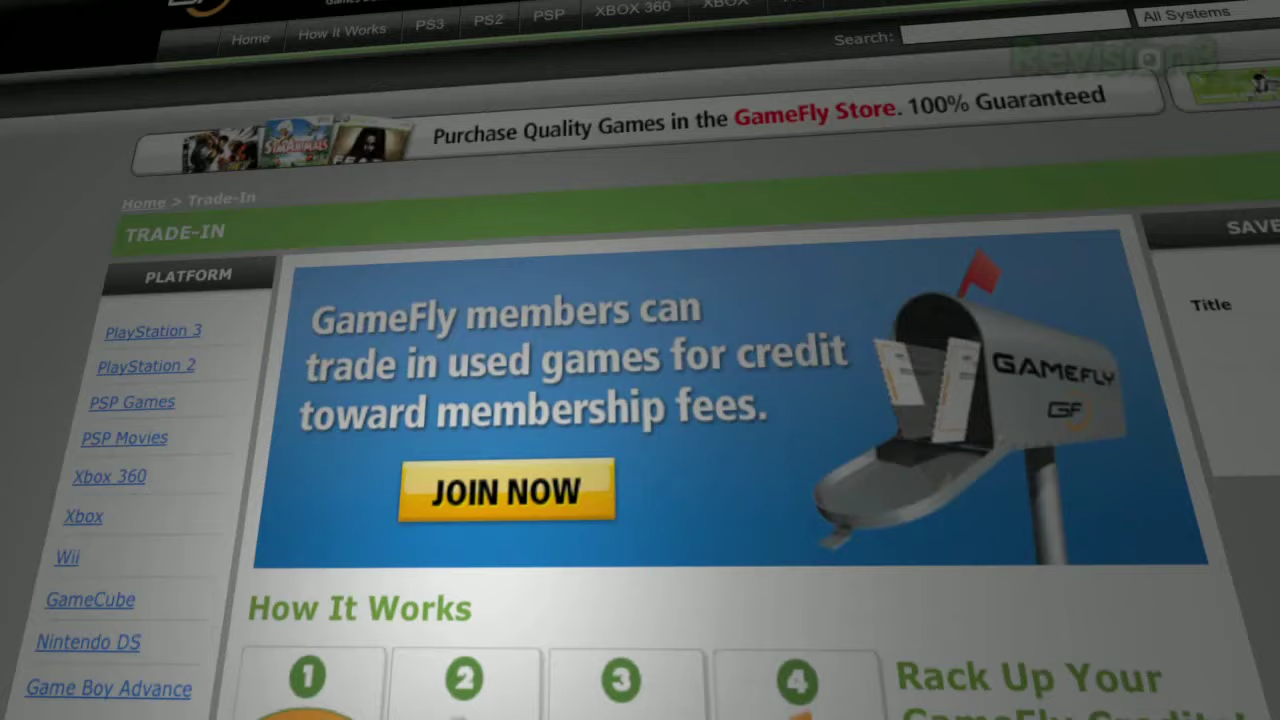 Home
How It Works
PS3
PS2
PSP
XBOX 360
XBOX
Search:
All Systems
Revision3
Purchase Quality Games in the GameFly Store. 100% Guaranteed
Home > Trade-In
TRADE-IN
PLATFORM
PlayStation 3
PlayStation 2
PSP Games
PSP Movies
Xbox 360
Xbox
Wii
GameCube
Nintendo DS
Game Boy Advance
GameFly members can
trade in used games for credit
toward membership fees.
JOIN NOW
GAMEFLY
GF
SAVE
Title
How It Works
1
2
3
4
Rack Up Your
GameFly Credits!